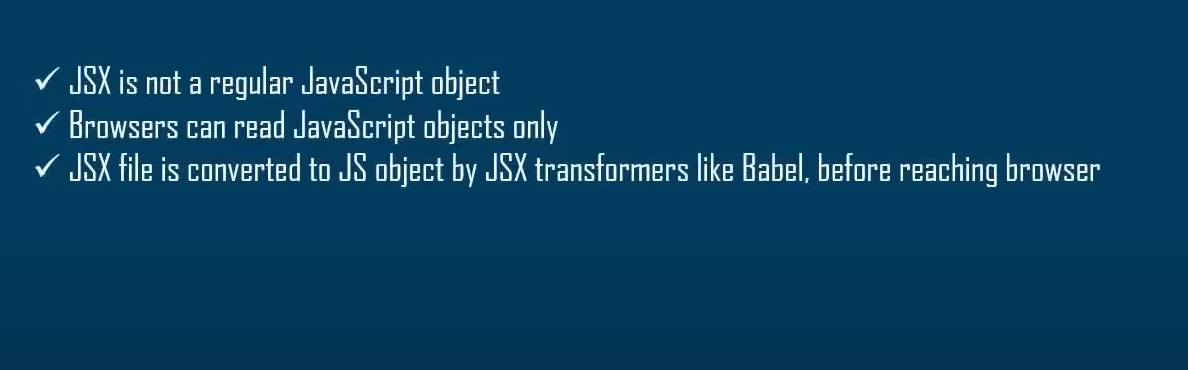 ✓ JSX is not a regular JavaScript object
✓ Browsers can read JavaScript objects only
✓ JSX file is converted to JS object by JSX transformers like Babel, before reaching browser